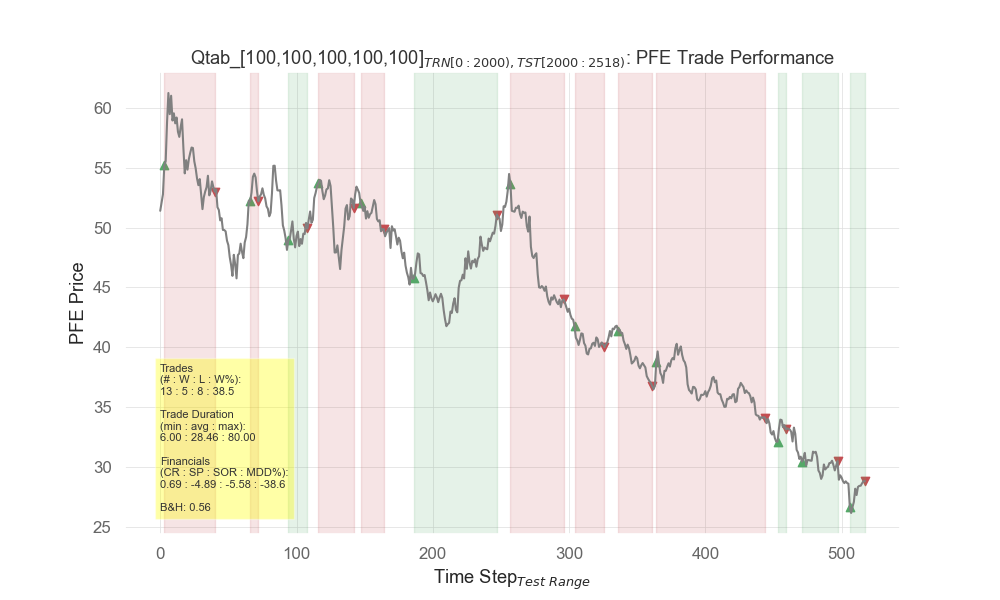 Qtab_[100,100,100,100,100]TRN[0 : 2000), TST[2000 : 2518): PFE Trade Performance
60
55
50
45
40
35
30
25
PFE Price
Trades
(# : W : L : W%):
13 : 5 : 8 : 38.5
Trade Duration
(min : avg : max):
6.00 : 28.46 : 80.00
Financials
(CR : SP : SOR : MDD%):
0.69 : -4.89 : -5.58 : -38.6
B&H: 0.56
0 100 200 300 400 500
Time StepTest Range